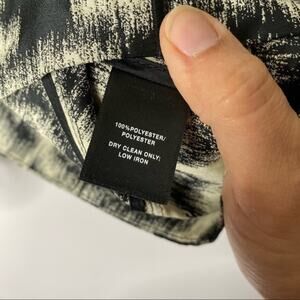 100%POLYESTER/
POLYESTER
DRY CLEAN ONLY;
LOW IRON